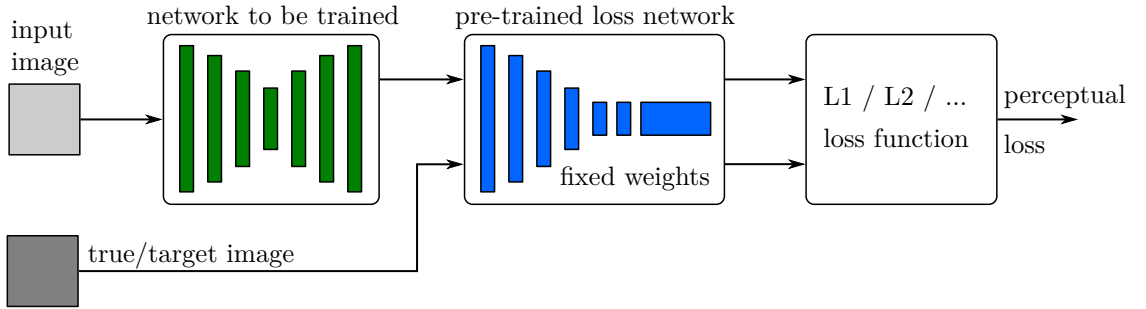 network to be trained
pre-trained loss network
input
image
L1 / L2 / ...
loss function
perceptual
loss
fixed weights
true/target image